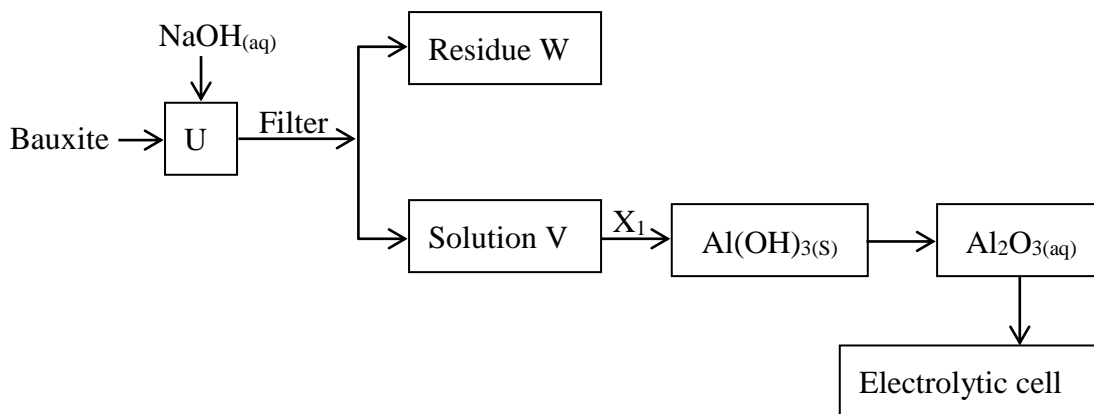 NaOH(aq)
Residue W
Bauxite
U
Filter
Solution V
X₁
Al(OH)₃(S)
Al₂O₃(aq)
Electrolytic cell